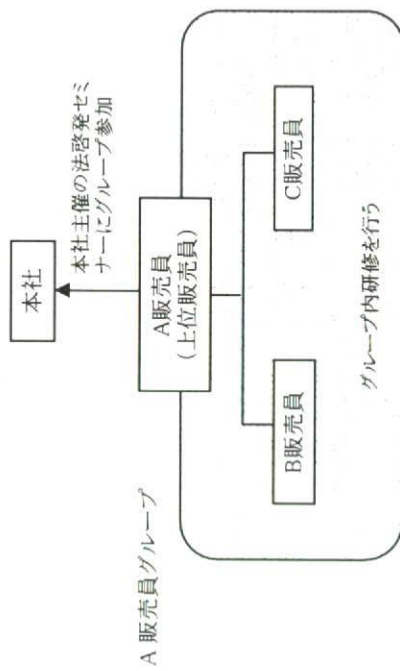 本社
本社主催の法啓発セミ
ナーにグループ参加
A 販売員グループ
A販売員
(上位販売員)
B販売員
C販売員
グループ内研修を行う